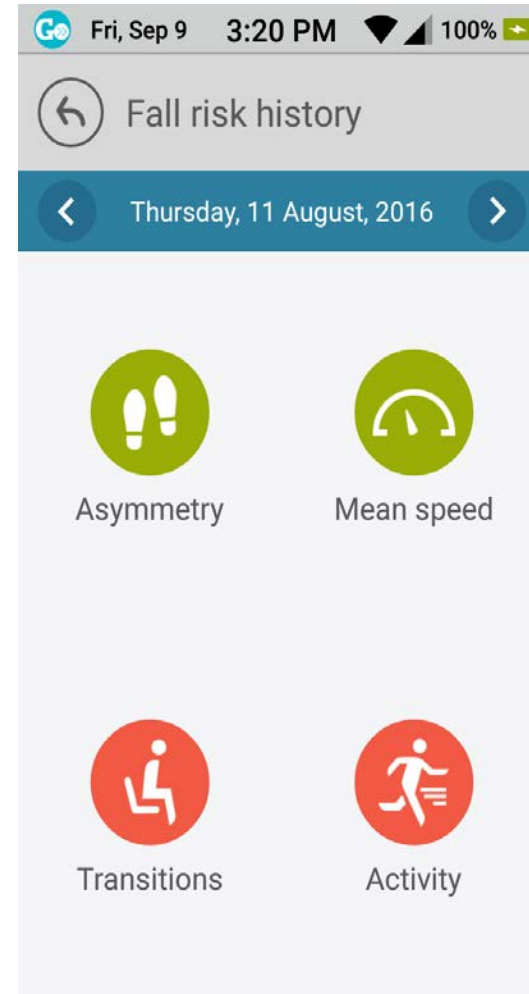 Go Fri, Sep 9 3:20 PM 100%
Fall risk history
Thursday, 11 August, 2016
Asymmetry Mean speed
Transitions Activity